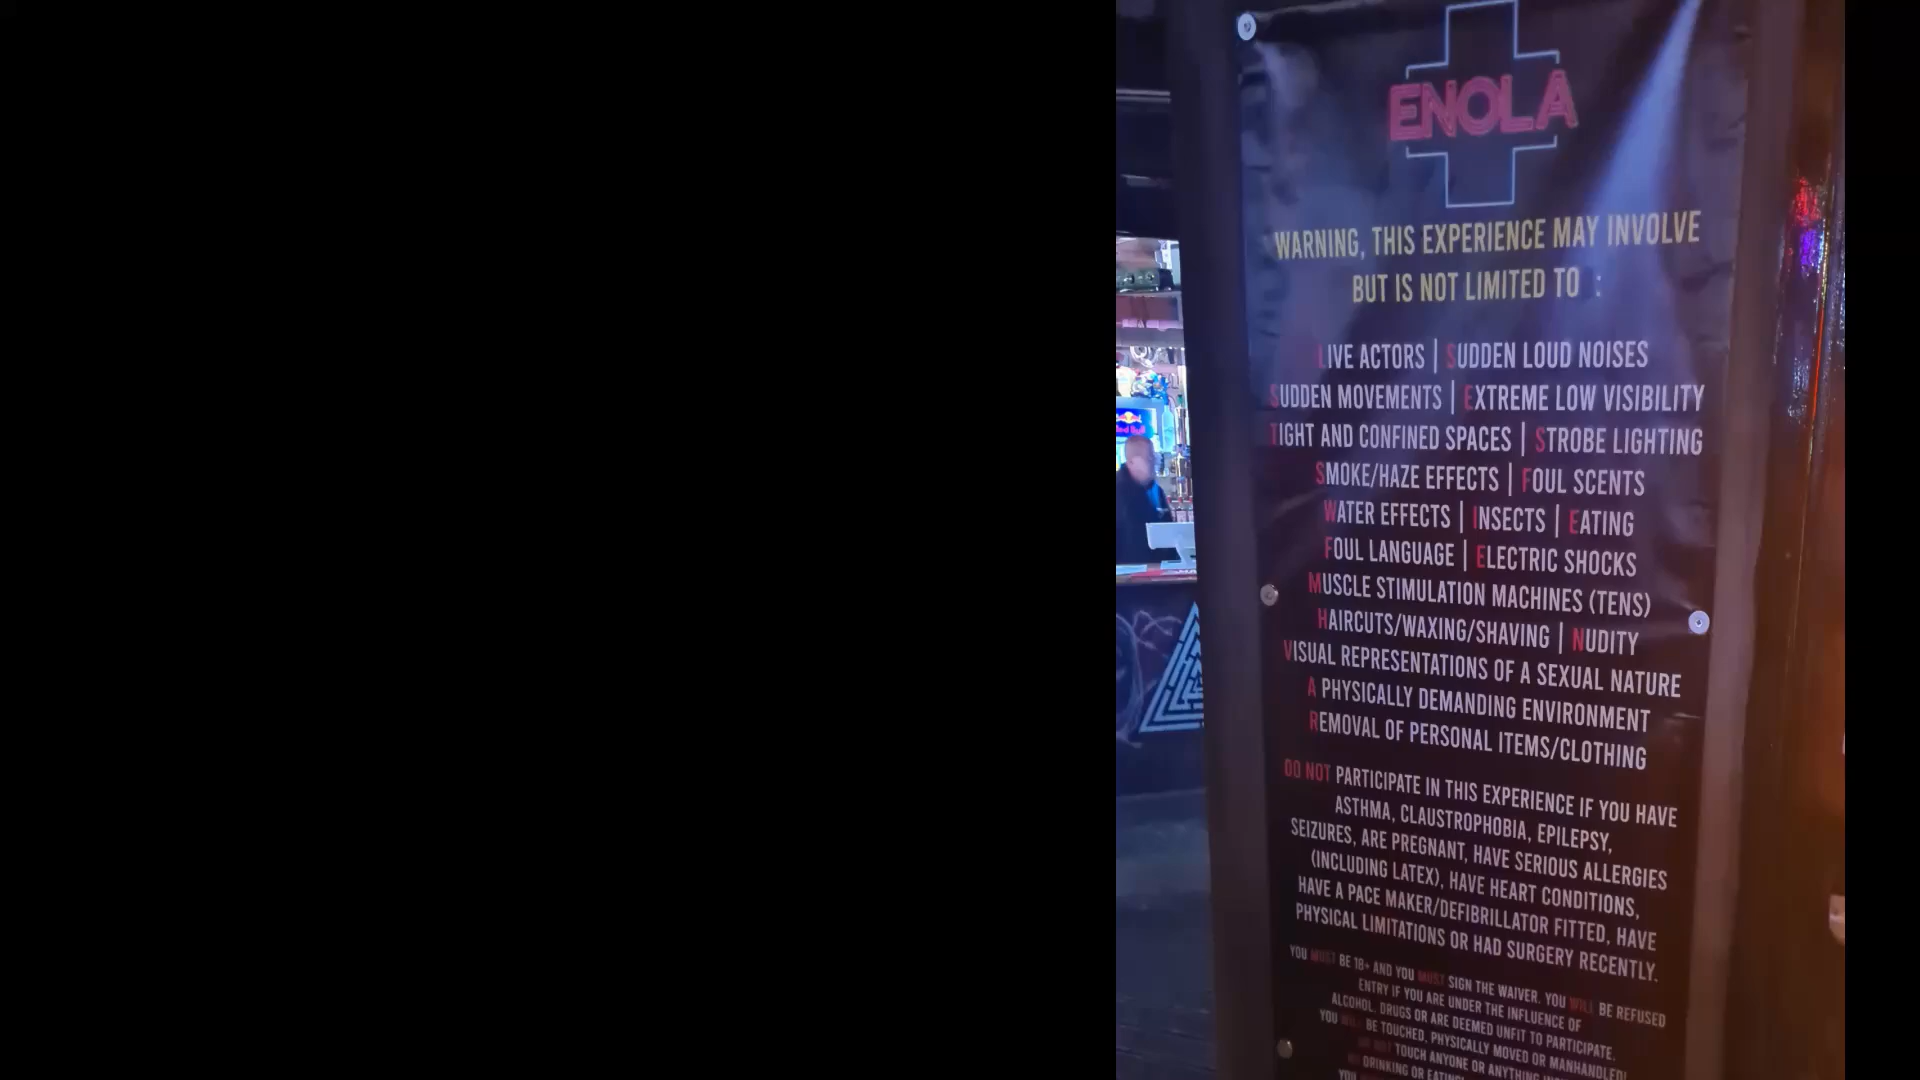 ENOLA
WARNING, THIS EXPERIENCE MAY INVOLVE
BUT IS NOT LIMITED TO :
LIVE ACTORS | SUDDEN LOUD NOISES
SUDDEN MOVEMENTS | EXTREME LOW VISIBILITY
TIGHT AND CONFINED SPACES | STROBE LIGHTING
SMOKE/HAZE EFFECTS | FOUL SCENTS
WATER EFFECTS | INSECTS | EATING
FOUL LANGUAGE | ELECTRIC SHOCKS
MUSCLE STIMULATION MACHINES (TENS)
HAIRCUTS/WAXING/SHAVING | NUDITY
VISUAL REPRESENTATIONS OF A SEXUAL NATURE
A PHYSICALLY DEMANDING ENVIRONMENT
REMOVAL OF PERSONAL ITEMS/CLOTHING
DO NOT PARTICIPATE IN THIS EXPERIENCE IF YOU HAVE
ASTHMA, CLAUSTROPHOBIA, EPILEPSY,
SEIZURES, ARE PREGNANT, HAVE SERIOUS ALLERGIES
(INCLUDING LATEX), HAVE HEART CONDITIONS,
HAVE A PACE MAKER/DEFIBRILLATOR FITTED, HAVE
PHYSICAL LIMITATIONS OR HAD SURGERY RECENTLY.
YOU MUST BE 18+ AND YOU MUST SIGN THE WAIVER. YOU WILL BE REFUSED
ENTRY IF YOU ARE UNDER THE INFLUENCE OF
ALCOHOL, DRUGS OR ARE DEEMED UNFIT TO PARTICIPATE.
YOU WILL BE TOUCHED, PHYSICALLY MOVED OR MANHANDLED!
DO NOT TOUCH ANYONE OR ANYTHING
DRINKING OR EATING!
YOU
Red Bull